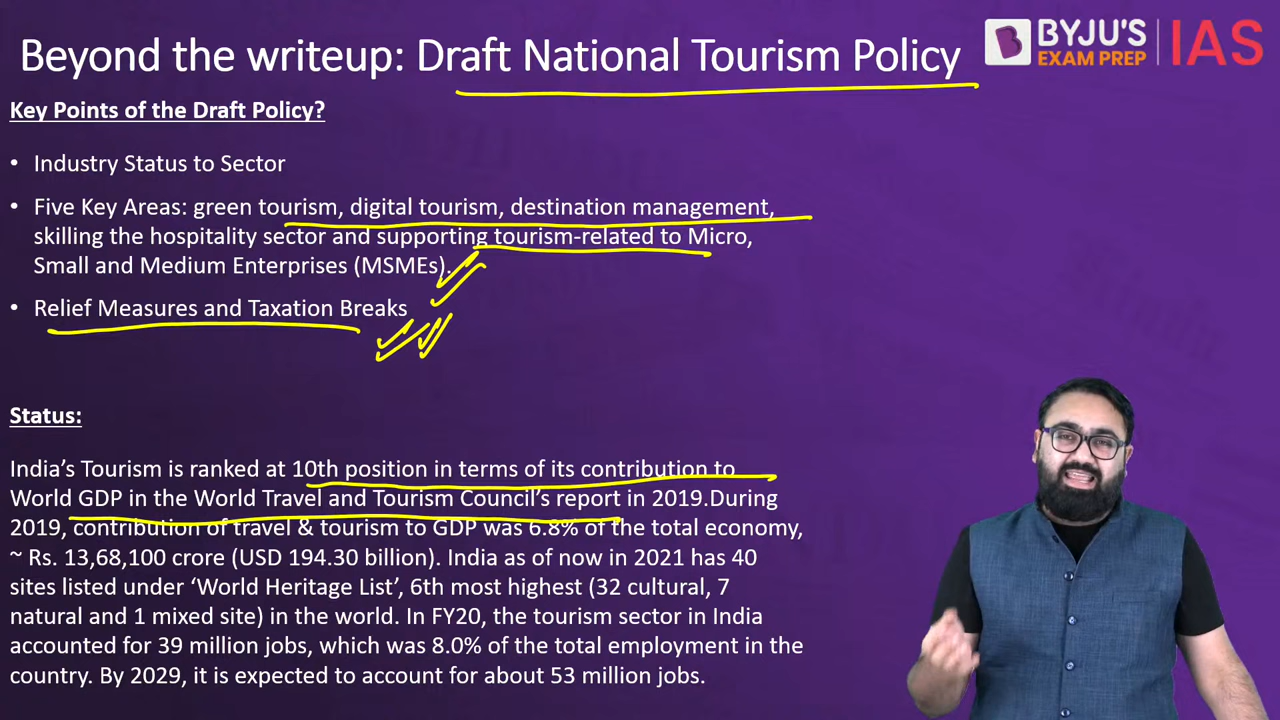 Beyond the writeup: Draft National Tourism Policy
BYJU'S
EXAM PREP
IAS
Key Points of the Draft Policy?
• Industry Status to Sector
• Five Key Areas: green tourism, digital tourism, destination management,
skilling the hospitality sector and supporting tourism-related to Micro,
Small and Medium Enterprises (MSMEs).
• Relief Measures and Taxation Breaks
Status:
India's Tourism is ranked at 10th position in terms of its contribution to
World GDP in the World Travel and Tourism Council's report in 2019.During
2019, contribution of travel & tourism to GDP was 6.8% of the total economy,
~ Rs. 13,68,100 crore (USD 194.30 billion). India as of now in 2021 has 40
sites listed under 'World Heritage List', 6th most highest (32 cultural, 7
natural and 1 mixed site) in the world. In FY20, the tourism sector in India
accounted for 39 million jobs, which was 8.0% of the total employment in the
country. By 2029, it is expected to account for about 53 million jobs.